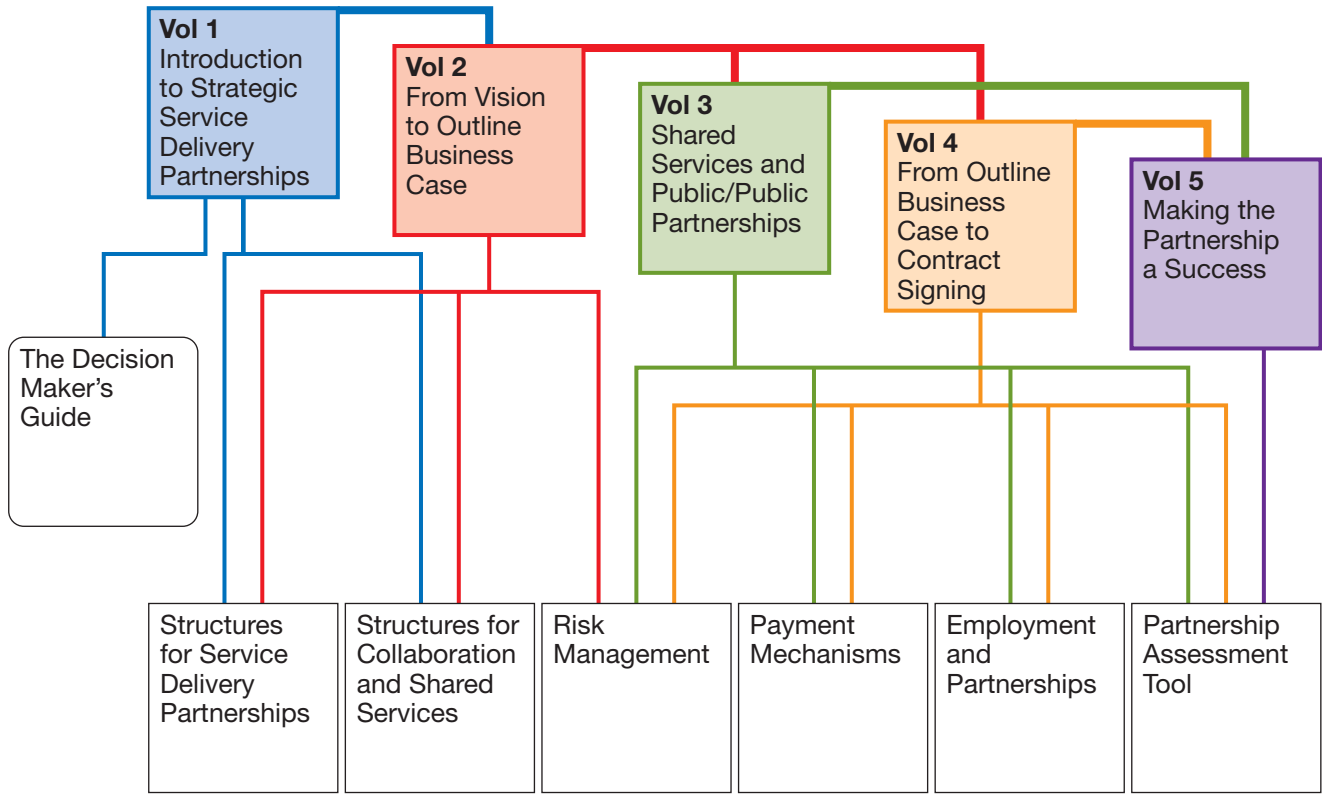 Vol 1
Introduction
to Strategic
Service
Delivery
Partnerships
Vol 2
From Vision
to Outline
Business
Case
Vol 3
Shared
Services and
Public/Public
Partnerships
Vol 4
From Outline
Business
Case to
Contract
Signing
Vol 5
Making the
Partnership
a Success
The Decision
Maker’s
Guide
Structures
for Service
Delivery
Partnerships
Structures for
Collaboration
and Shared
Services
Risk
Management
Payment
Mechanisms
Employment
and
Partnerships
Partnership
Assessment
Tool